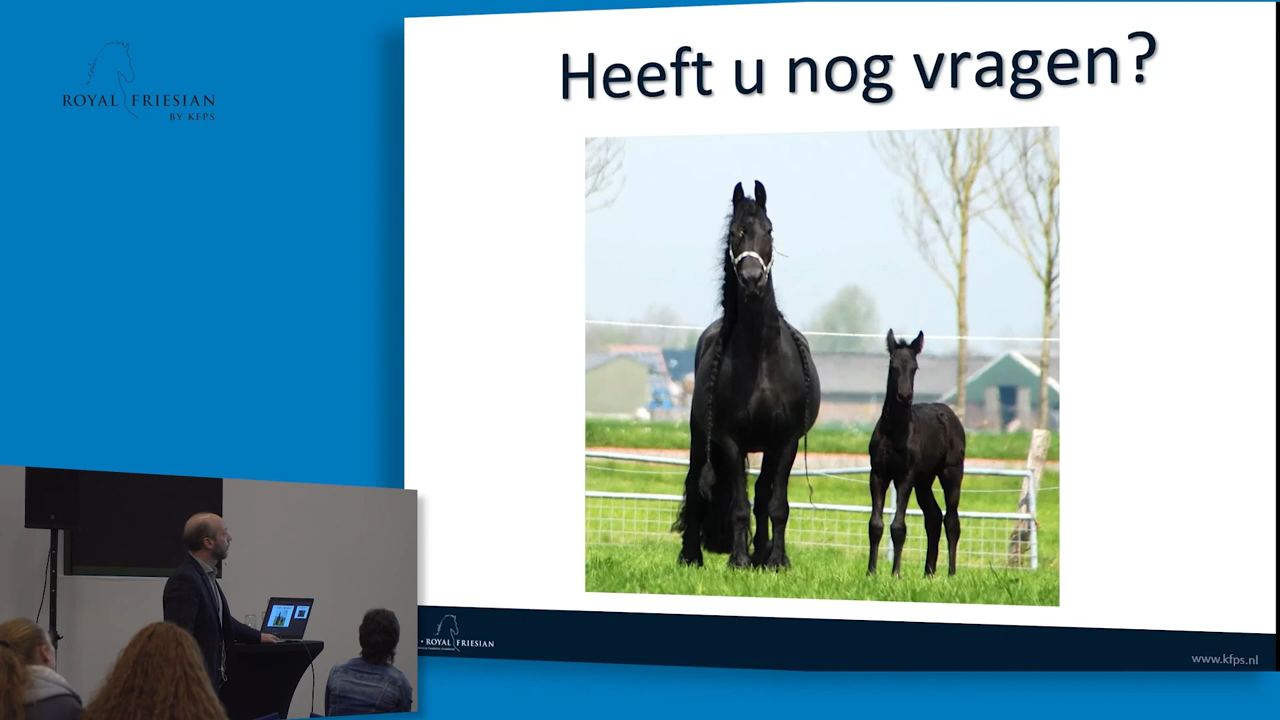 ROYAL FRIESIAN
BY KFPS
Heeft u nog vragen?
ROYAL FRIESIAN
www.kfps.nl